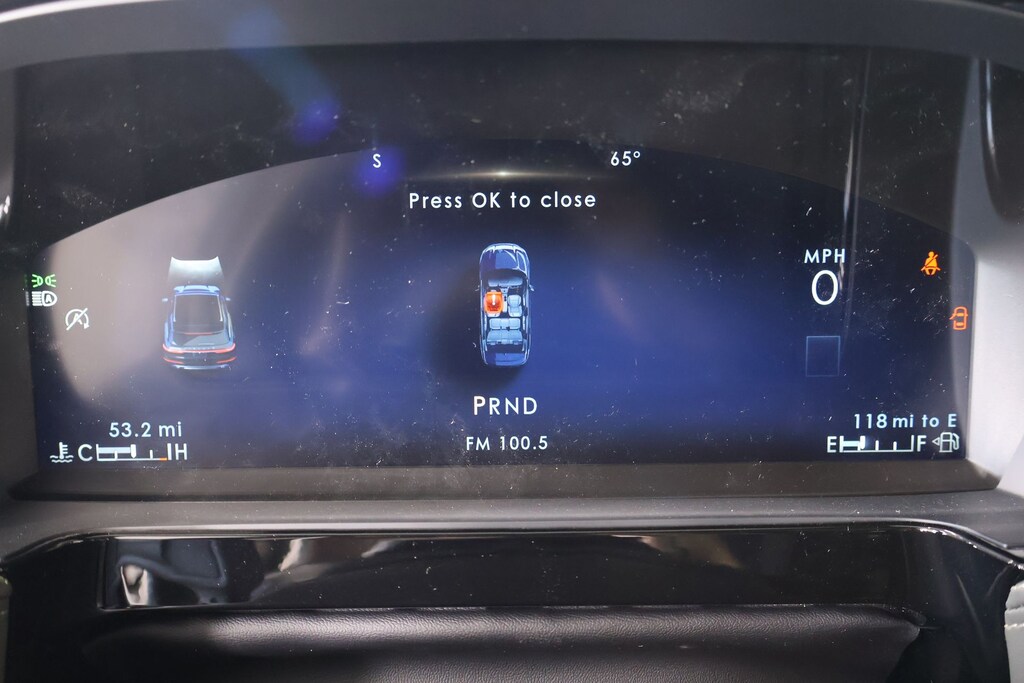 S
65°
Press OK to close
MPH
0
A
A
PRND
53.2 mi
118 mi to E
C H
FM 100.5
E F